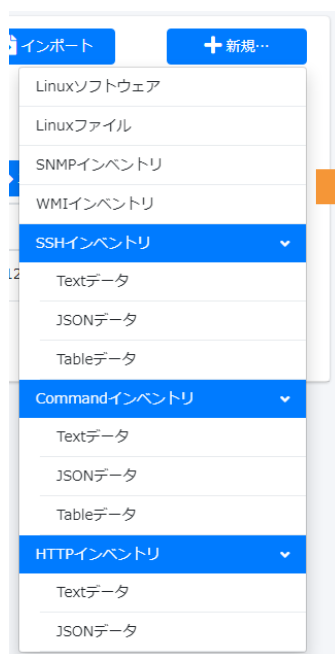 インポート
新規…
Linuxソフトウェア
Linuxファイル
SNMPインベントリ
WMIインベントリ
SSHインベントリ
12
Textデータ
JSONデータ
Tableデータ
Commandインベントリ
Textデータ
JSONデータ
Tableデータ
HTTPインベントリ
Textデータ
JSONデータ